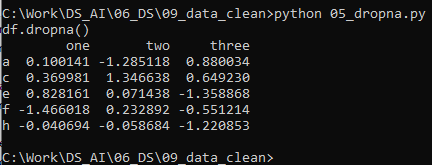 C:\Work\DS_AI\06_DS\09_data_clean>python 05_dropna.py
df.dropna()
        one       two     three
a  0.100141 -1.285118  0.880034
c  0.369981  1.346638  0.649230
e  0.828161  0.071438 -1.358868
f -1.466018  0.232892 -0.551214
h -0.040694 -0.058684 -1.220853
C:\Work\DS_AI\06_DS\09_data_clean>